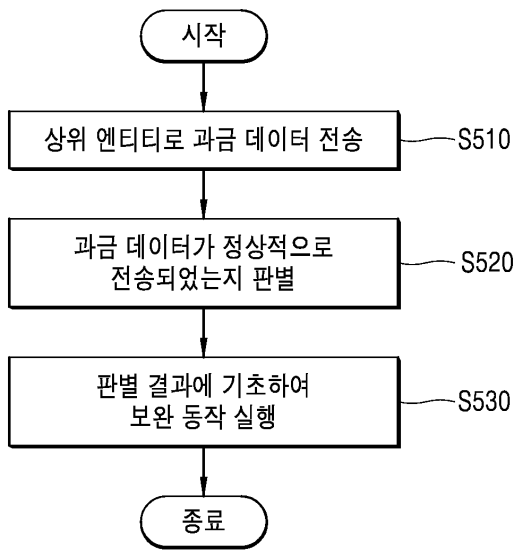 시작
상위 엔티티로 과금 데이터 전송
S510
과금 데이터가 정상적으로
전송되었는지 판별
S520
판별 결과에 기초하여
보완 동작 실행
S530
종료